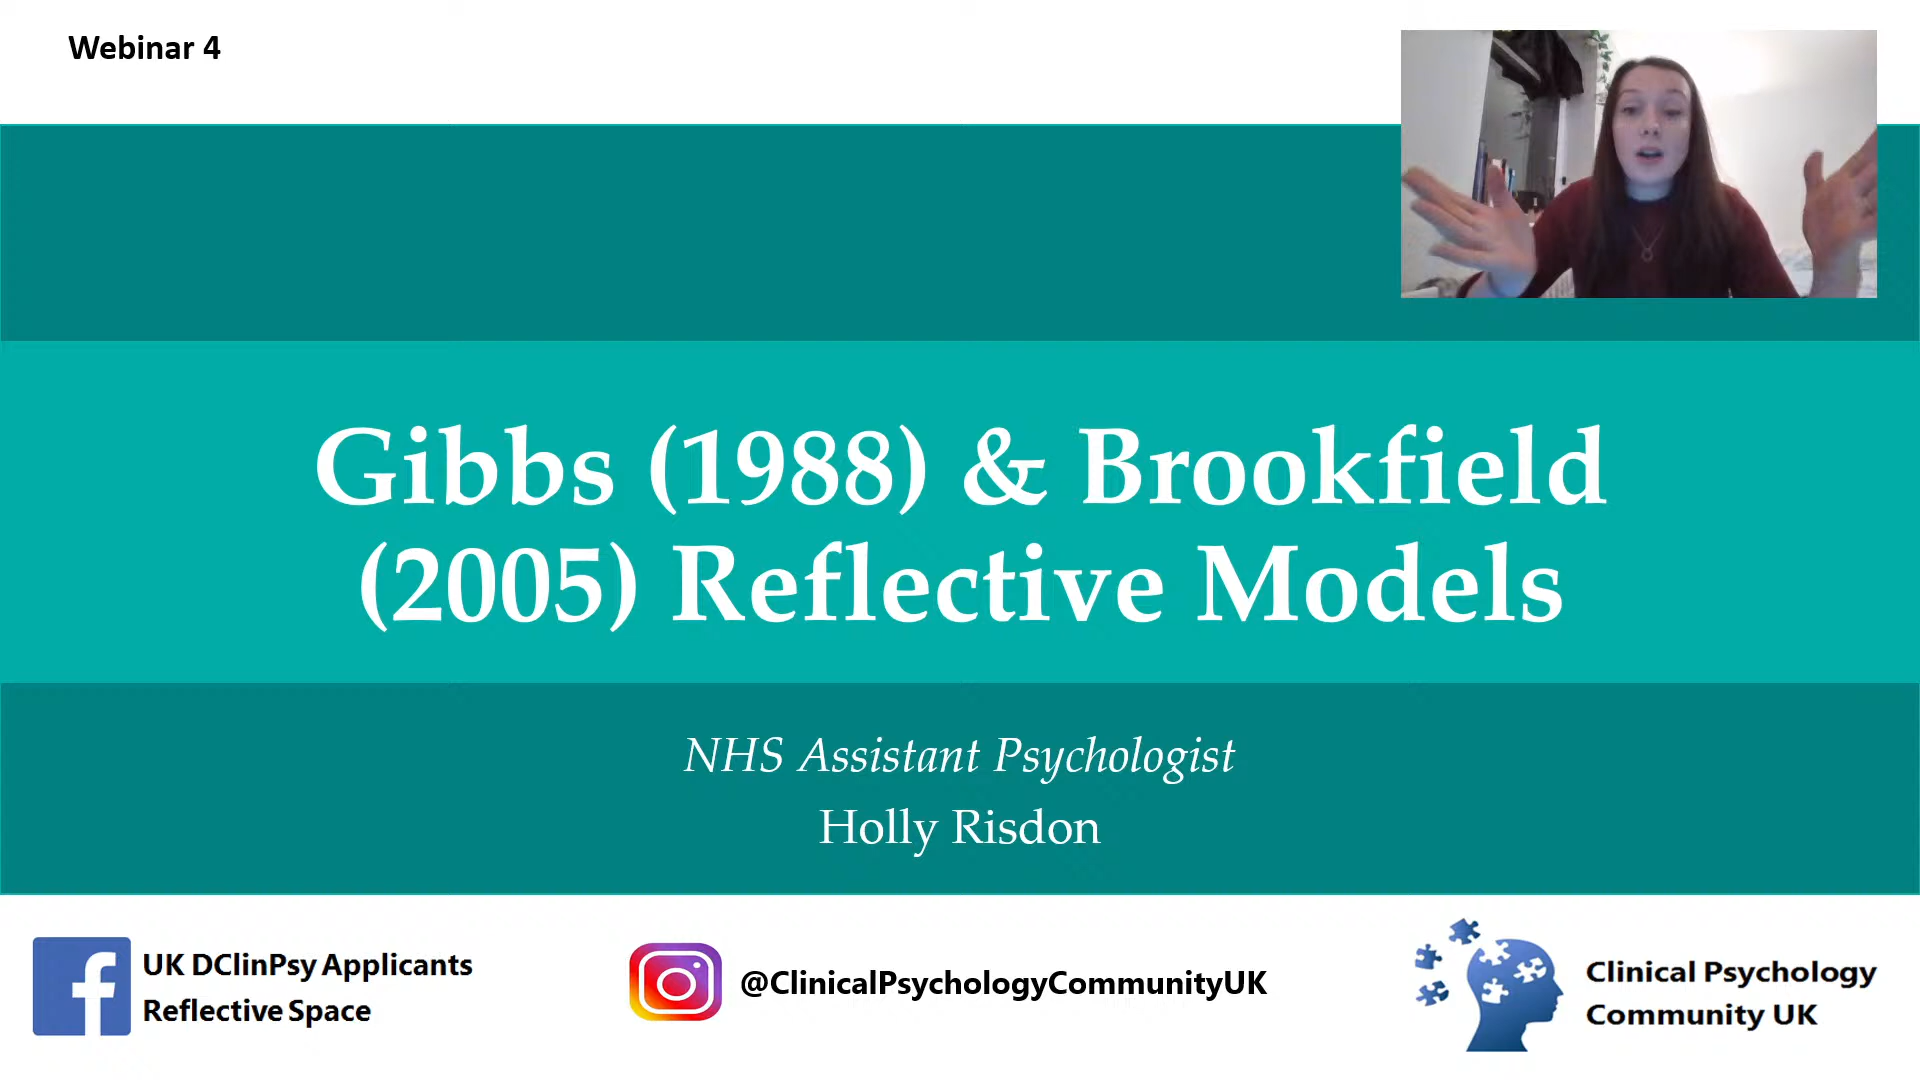 Webinar 4
Gibbs (1988) & Brookfield
(2005) Reflective Models
NHS Assistant Psychologist
Holly Risdon
UK DClinPsy Applicants
Reflective Space
@ClinicalPsychologyCommunityUK
Clinical Psychology
Community UK